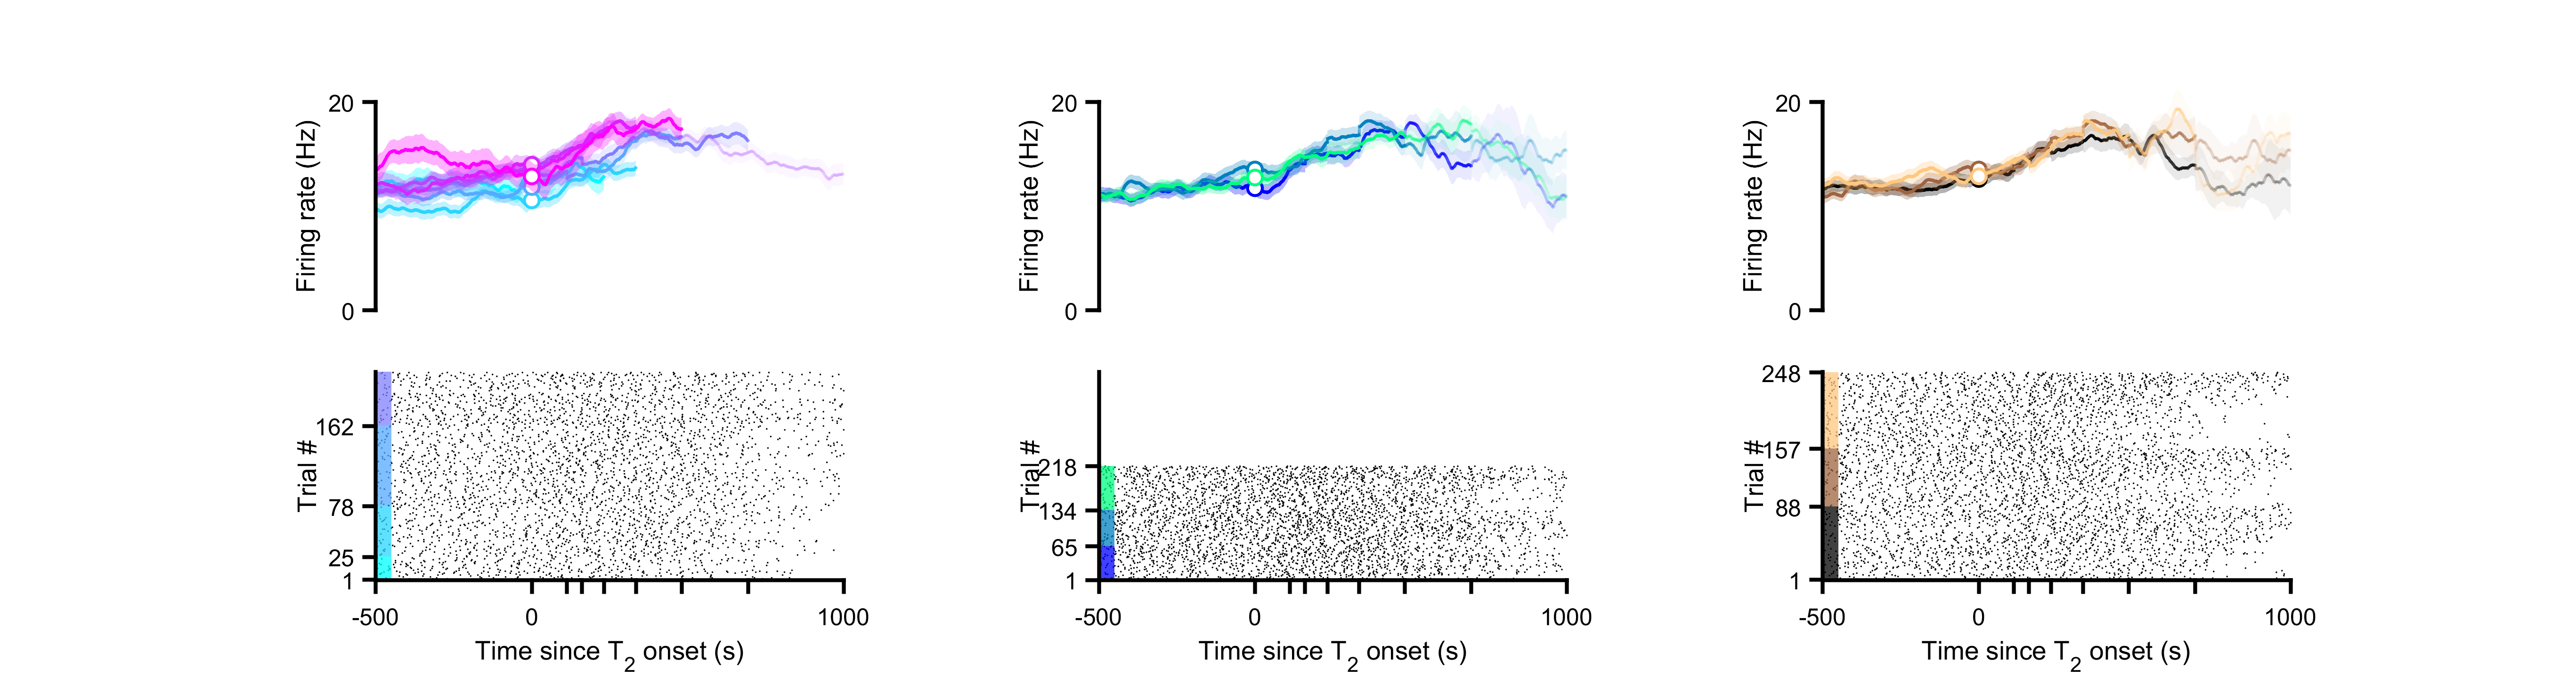 20
Firing rate (Hz)
0
20
Firing rate (Hz)
0
20
Firing rate (Hz)
0
162
Trial #
78
25
1
-500 0 1000
Time since T2 onset (s)
Trial #
218
134
65
1
-500 0 1000
Time since T2 onset (s)
248
Trial #
157
88
1
-500 0 1000
Time since T2 onset (s)